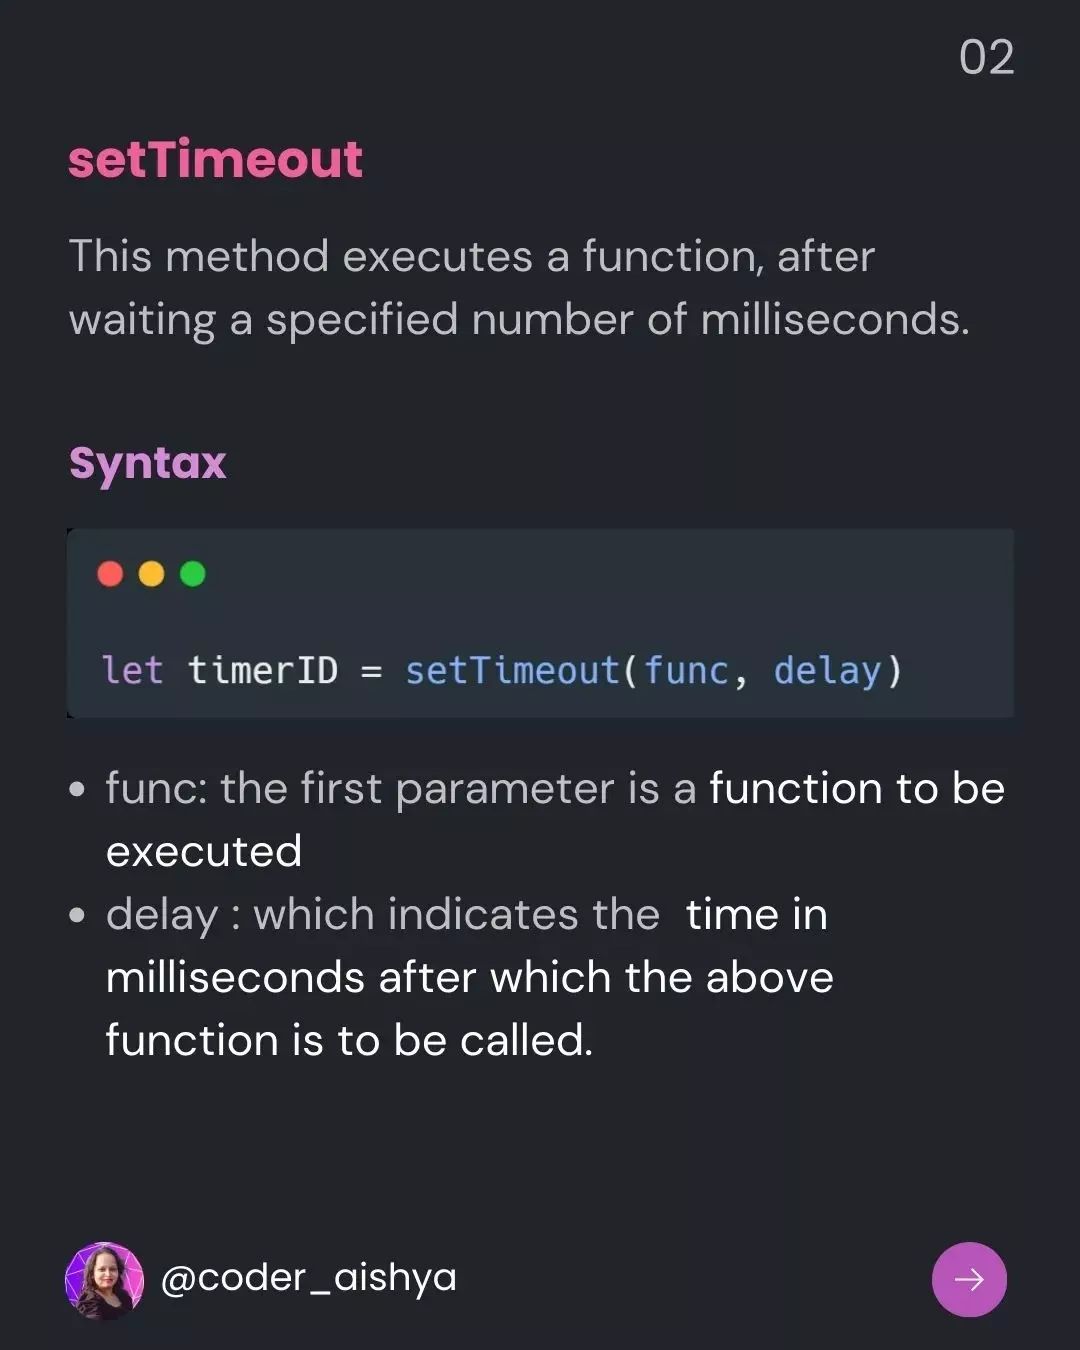 02
setTimeout
This method executes a function, after
waiting a specified number of milliseconds.
Syntax
let timerID = setTimeout(func, delay)
• func: the first parameter is a function to be
executed
• delay : which indicates the  time in
milliseconds after which the above
function is to be called.
@coder_aishya